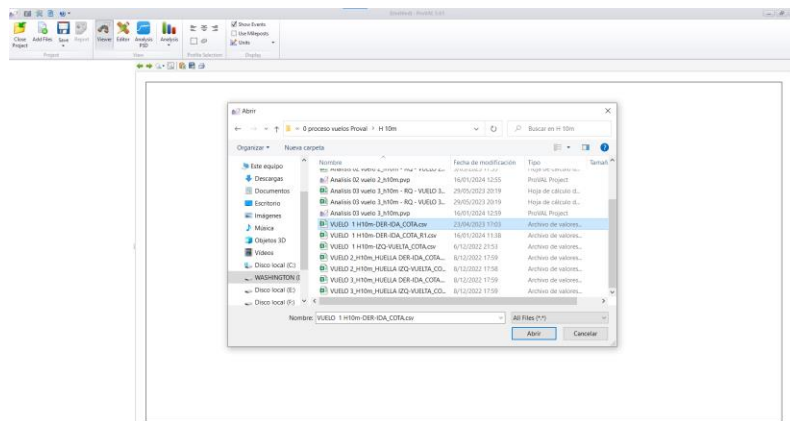 Close Project
Add Files
Save
Report
Viewer
Editor
Analysis PSD
Analysis
Show Events
Use Mileposts
Units
Project
View
Profile Selection
Display
Abrir
0 proceso vuelos Proval › H 10m
Buscar en H 10m
Organizar
Nueva carpeta
Este equipo
Descargas
Documentos
Escritorio
Imágenes
Música
Objetos 3D
Vídeos
Disco local (C:)
WASHINGTON (
Disco local (E:)
Disco local (F:)
Nombre Fecha de modificación Tipo Tamañ
Analisis 02 vuelo 2_h10m.pvp 16/01/2024 12:55 ProVAL Project
Analisis 03 vuelo 3_h10m - RQ - VUELO 3... 29/05/2023 20:19 Hoja de cálculo d...
Analisis 03 vuelo 3_h10m - RQ - VUELO 3... 29/05/2023 20:19 Hoja de cálculo d...
Analisis 03 vuelo 3_h10m.pvp 16/01/2024 12:59 ProVAL Project
VUELO 1 H10m-DER-IDA_COTA.csv 23/04/2023 17:03 Archivo de valores...
VUELO 1 H10m-DER-IDA_COTA_R1.csv 16/01/2024 11:38 Archivo de valores...
VUELO 1 H10m-IZQ-VUELTA_COTA.csv 6/12/2022 21:53 Archivo de valores...
VUELO 2_H10m_HUELLA DER-IDA_COTA... 8/12/2022 17:59 Archivo de valores...
VUELO 2_H10m_HUELLA IZQ-VUELTA_CO... 8/12/2022 17:58 Archivo de valores...
VUELO 3_H10m_HUELLA DER-IDA_COTA... 8/12/2022 17:59 Archivo de valores...
VUELO 3_H10m_HUELLA IZQ-VUELTA_CO... 8/12/2022 17:59 Archivo de valores...
Nombre: VUELO 1 H10m-DER-IDA_COTA.csv
All Files (*.*)
Abrir
Cancelar